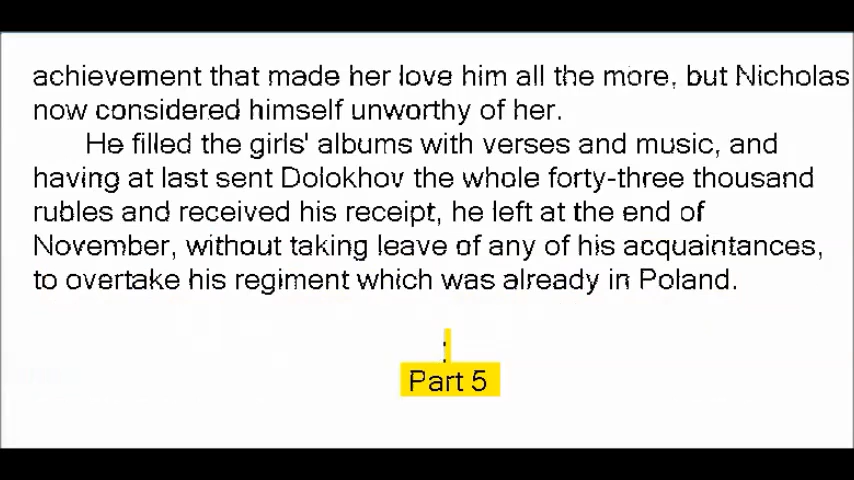 achievement that made her love him all the more, but Nicholas
now considered himself unworthy of her.
He filled the girls' albums with verses and music, and
having at last sent Dolokhov the whole forty-three thousand
rubles and received his receipt, he left at the end of
November, without taking leave of any of his acquaintances,
to overtake his regiment which was already in Poland.
Part 5